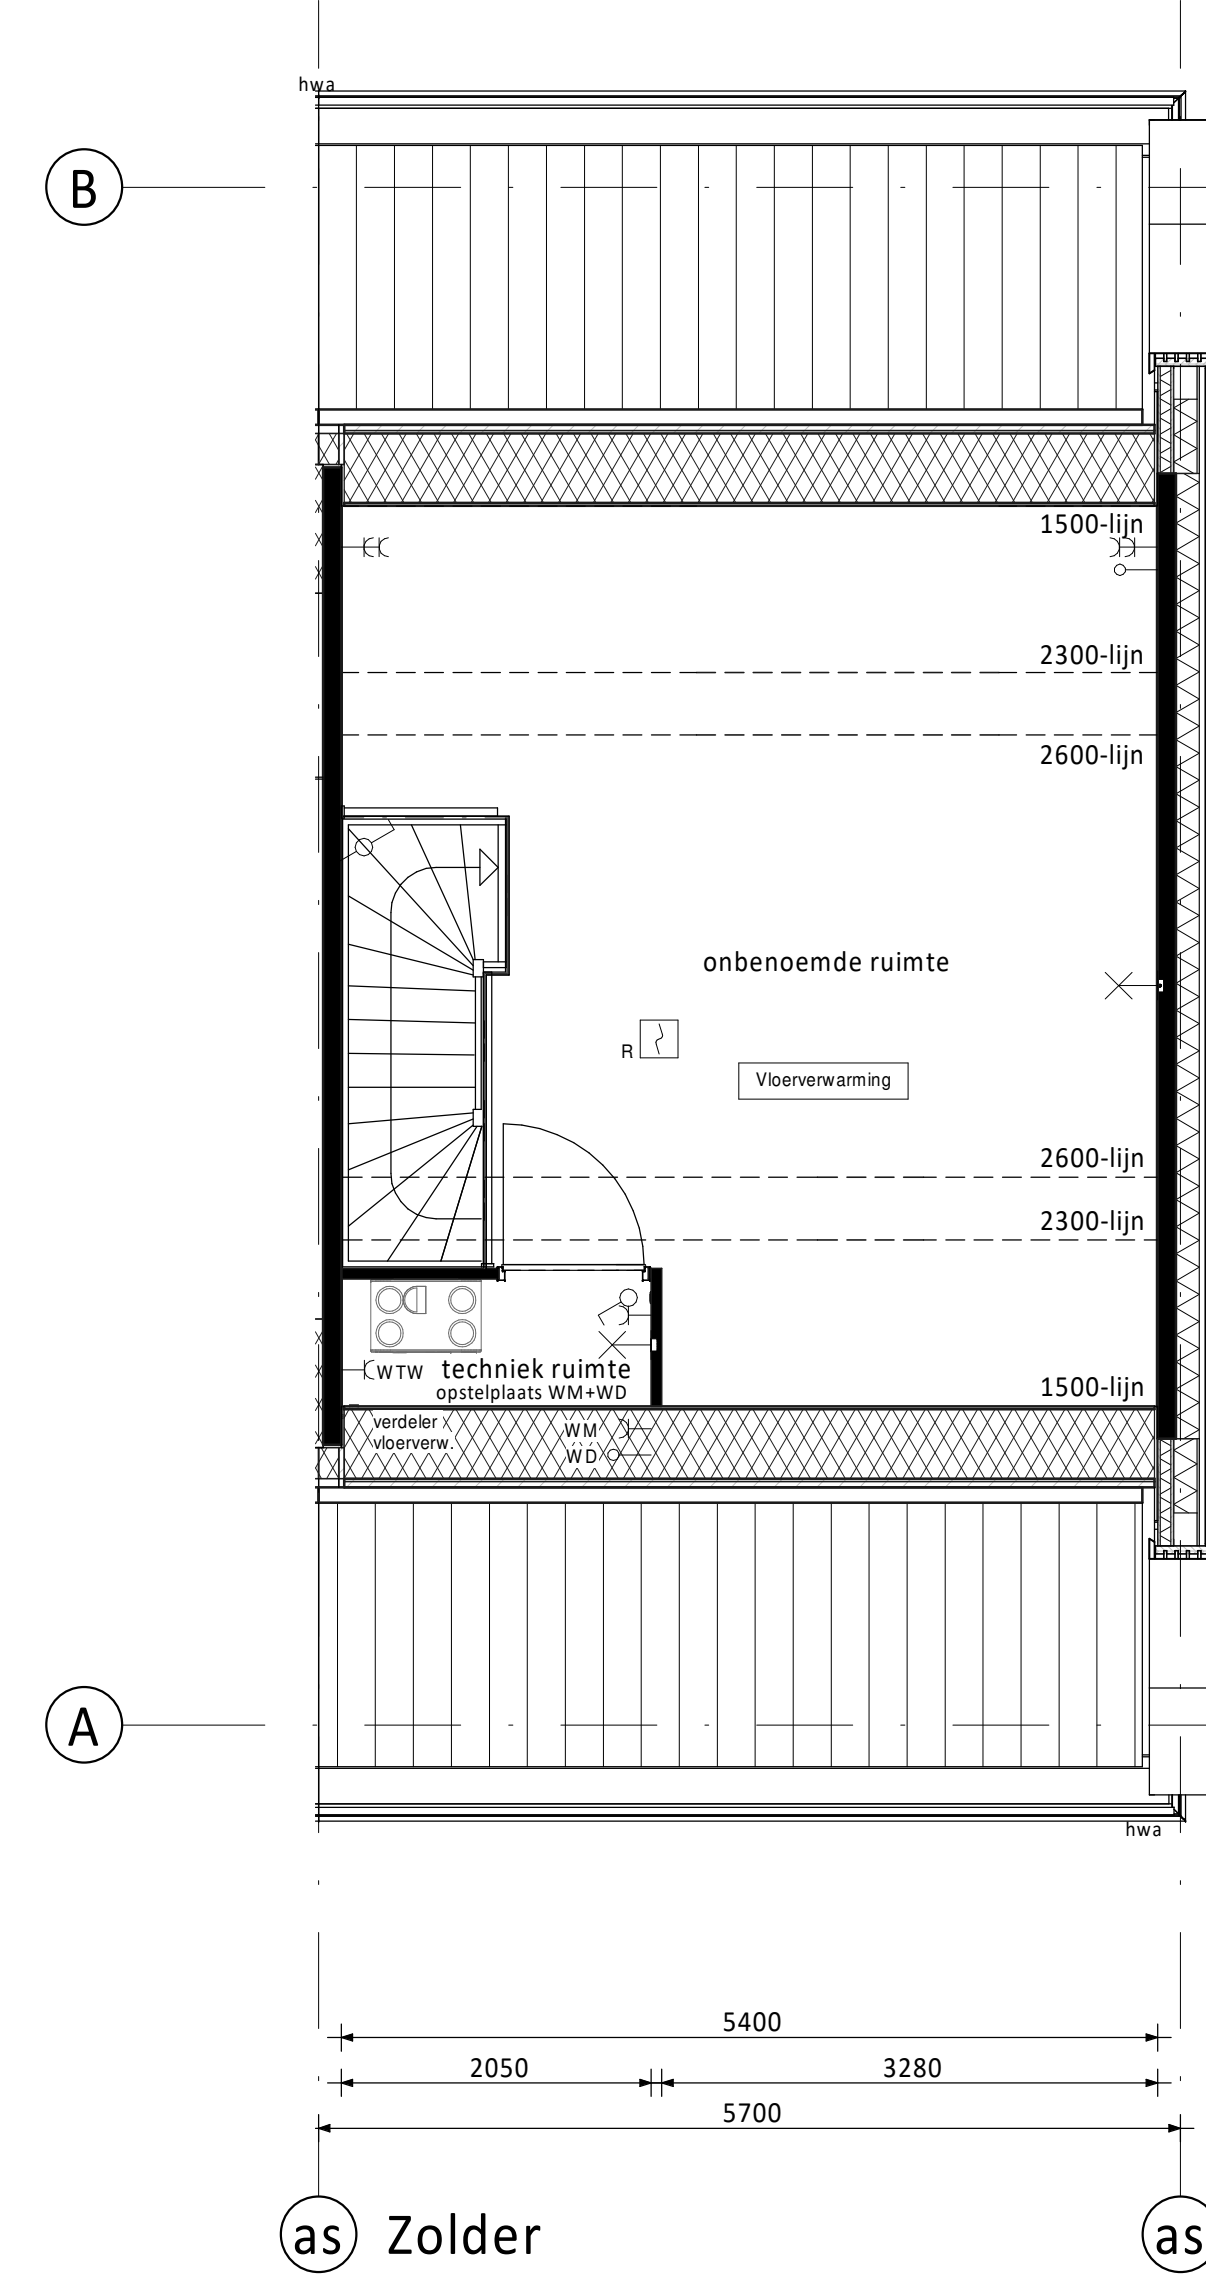 hwa
B
1500-lijn
2300-lijn
2600-lijn
onbenoemde ruimte
R
Vloerverwarming
2600-lijn
2300-lijn
WTW
techniek ruimte
opstelplaats WM+WD
1500-lijn
verdeler
vloerverw.
WM
WD
A
hwa
5400
2050
3280
5700
as
Zolder
as